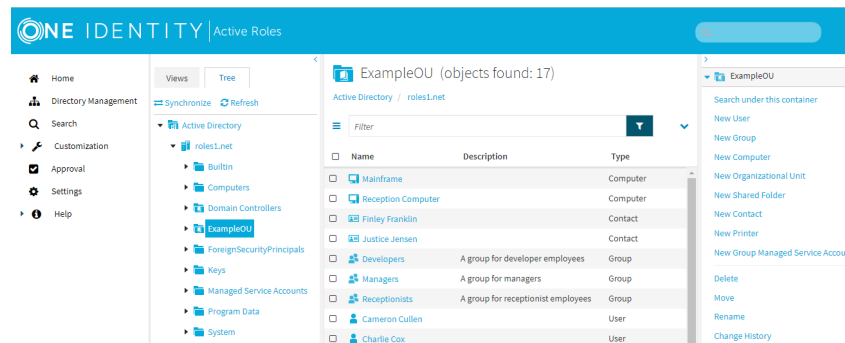 ONE IDENTITY Active Roles
Home
Directory Management
Search
Customization
Approval
Settings
Help
Views Tree
Synchronize Refresh
Active Directory
roles1.net
Builtin
Computers
Domain Controllers
ExampleOU
ForeignSecurityPrincipals
Keys
Managed Service Accounts
Program Data
System
ExampleOU (objects found: 17)
Active Directory / roles1.net
Filter
Name Description Type
Mainframe Computer
Reception Computer Computer
Finley Franklin Contact
Justice Jensen Contact
Developers A group for developer employees Group
Managers A group for managers Group
Receptionists A group for receptionist employees Group
Cameron Cullen User
Charlie Cox User
ExampleOU
Search under this container
New User
New Group
New Computer
New Organizational Unit
New Shared Folder
New Contact
New Printer
New Group Managed Service Accou
Delete
Move
Rename
Change History